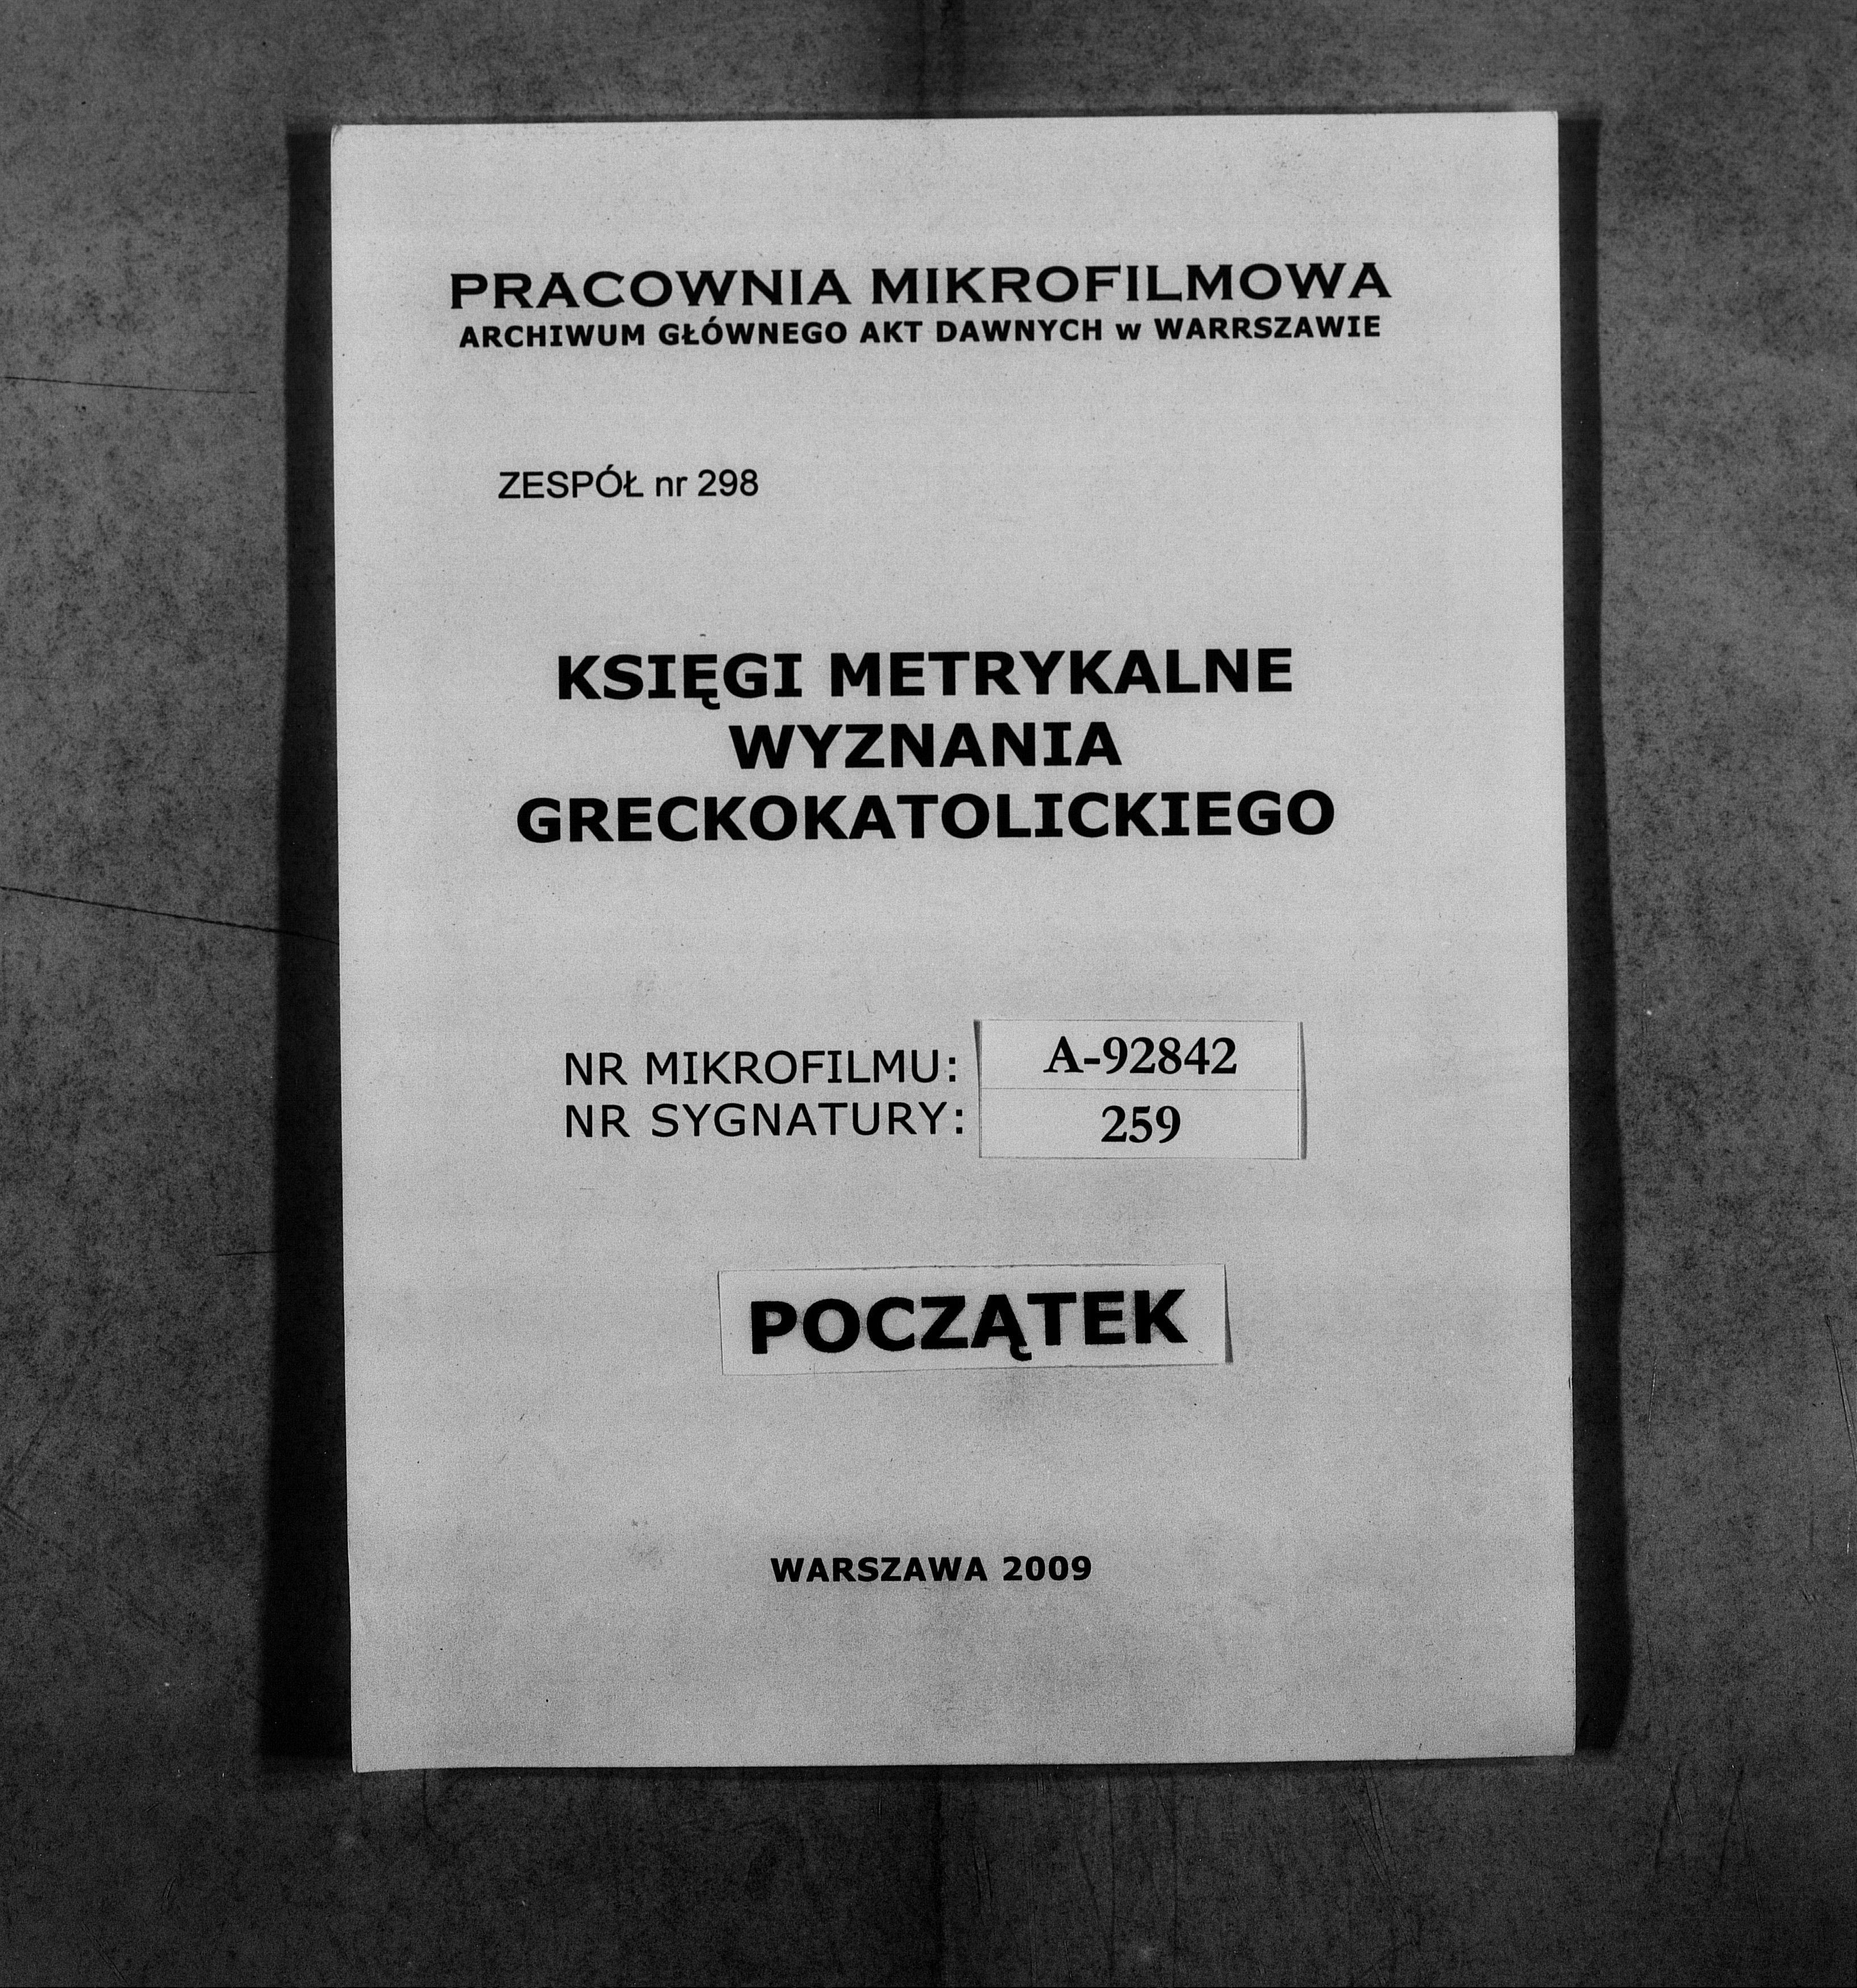 PRACOWNIA MIKROFILMOWA
ARCHIWUM GŁÓWNEGO AKT DAWNYCH w WARRSZAWIE
ZESPÓŁ nr 298
KSIĘGI METRYKALNE
WYZNANIA
GRECKOKATOLICKIEGO
NR MIKROFILMU: A-92842
NR SYGNATURY: 259
POCZĄTEK
WARSZAWA 2009